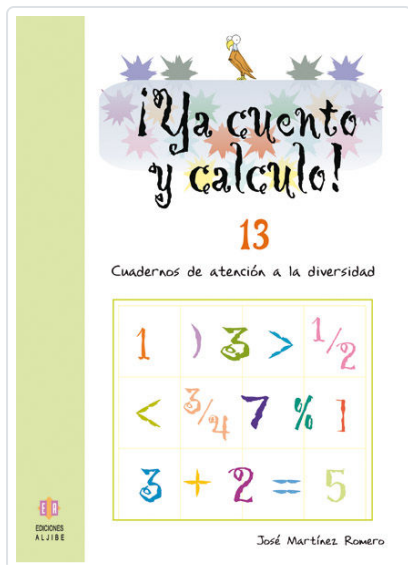 ¡Ya cuento
y calculo!
13
Cuadernos de atención a la diversidad
1 ) 3 > 1/2
< 3/4 7 % ]
3 + 2 = 5
E A
EDICIONES
ALJIBE
José Martínez Romero